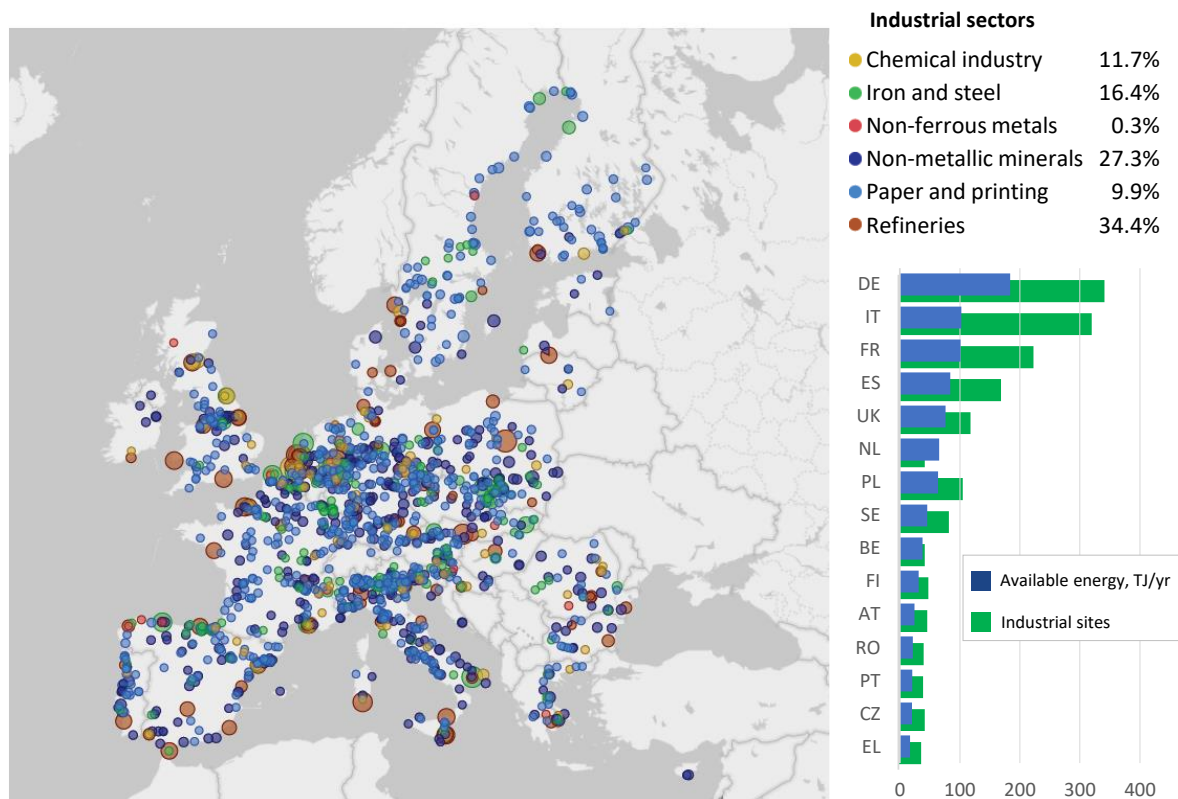 Industrial sectors
Chemical industry 11.7%
Iron and steel 16.4%
Non-ferrous metals 0.3%
Non-metallic minerals 27.3%
Paper and printing 9.9%
Refineries 34.4%
DE
IT
FR
ES
UK
NL
PL
SE
BE
FI
AT
RO
PT
CZ
EL
Available energy, TJ/yr
Industrial sites
0 100 200 300 400